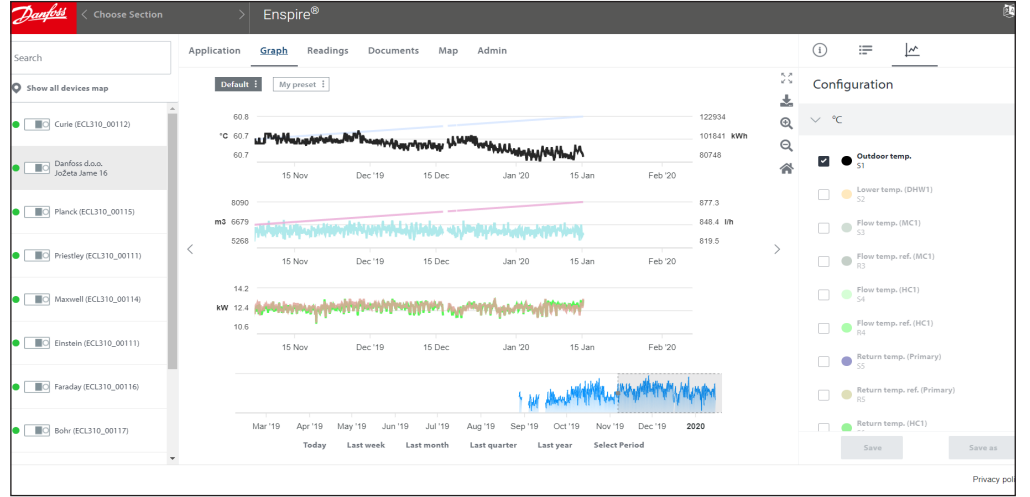 Danfoss
Choose Section
Enspire®
Search
Show all devices map
Curie (ECL310_00112)
Danfoss d.o.o.
Jožeta Jame 16
Planck (ECL310_00115)
Priestley (ECL310_00111)
Maxwell (ECL310_00114)
Einstein (ECL310_00111)
Faraday (ECL310_00116)
Bohr (ECL310_00117)
Application Graph Readings Documents Map Admin
Default My preset
60.8 122934
°C 60.7 101841 kWh
60.7 80748
15 Nov Dec '19 15 Dec Jan '20 15 Jan Feb '20
8090 877.3
m3 6679 848.4 l/h
5268 819.5
15 Nov Dec '19 15 Dec Jan '20 15 Jan Feb '20
14.2
kW 12.4
10.6
15 Nov Dec '19 15 Dec Jan '20 15 Jan Feb '20
Mar '19 Apr '19 May '19 Jun '19 Jul '19 Aug '19 Sep '19 Oct '19 Nov '19 Dec '19 2020
Today Last week Last month Last quarter Last year Select Period
Configuration
°C
Outdoor temp.
S1
Lower temp. (DHW1)
S2
Flow temp. (MC1)
S3
Flow temp. ref. (MC1)
R3
Flow temp. (HC1)
S4
Flow temp. ref. (HC1)
R4
Return temp. (Primary)
S5
Return temp. ref. (Primary)
R5
Return temp. (HC1)
Save Save as
Privacy poli